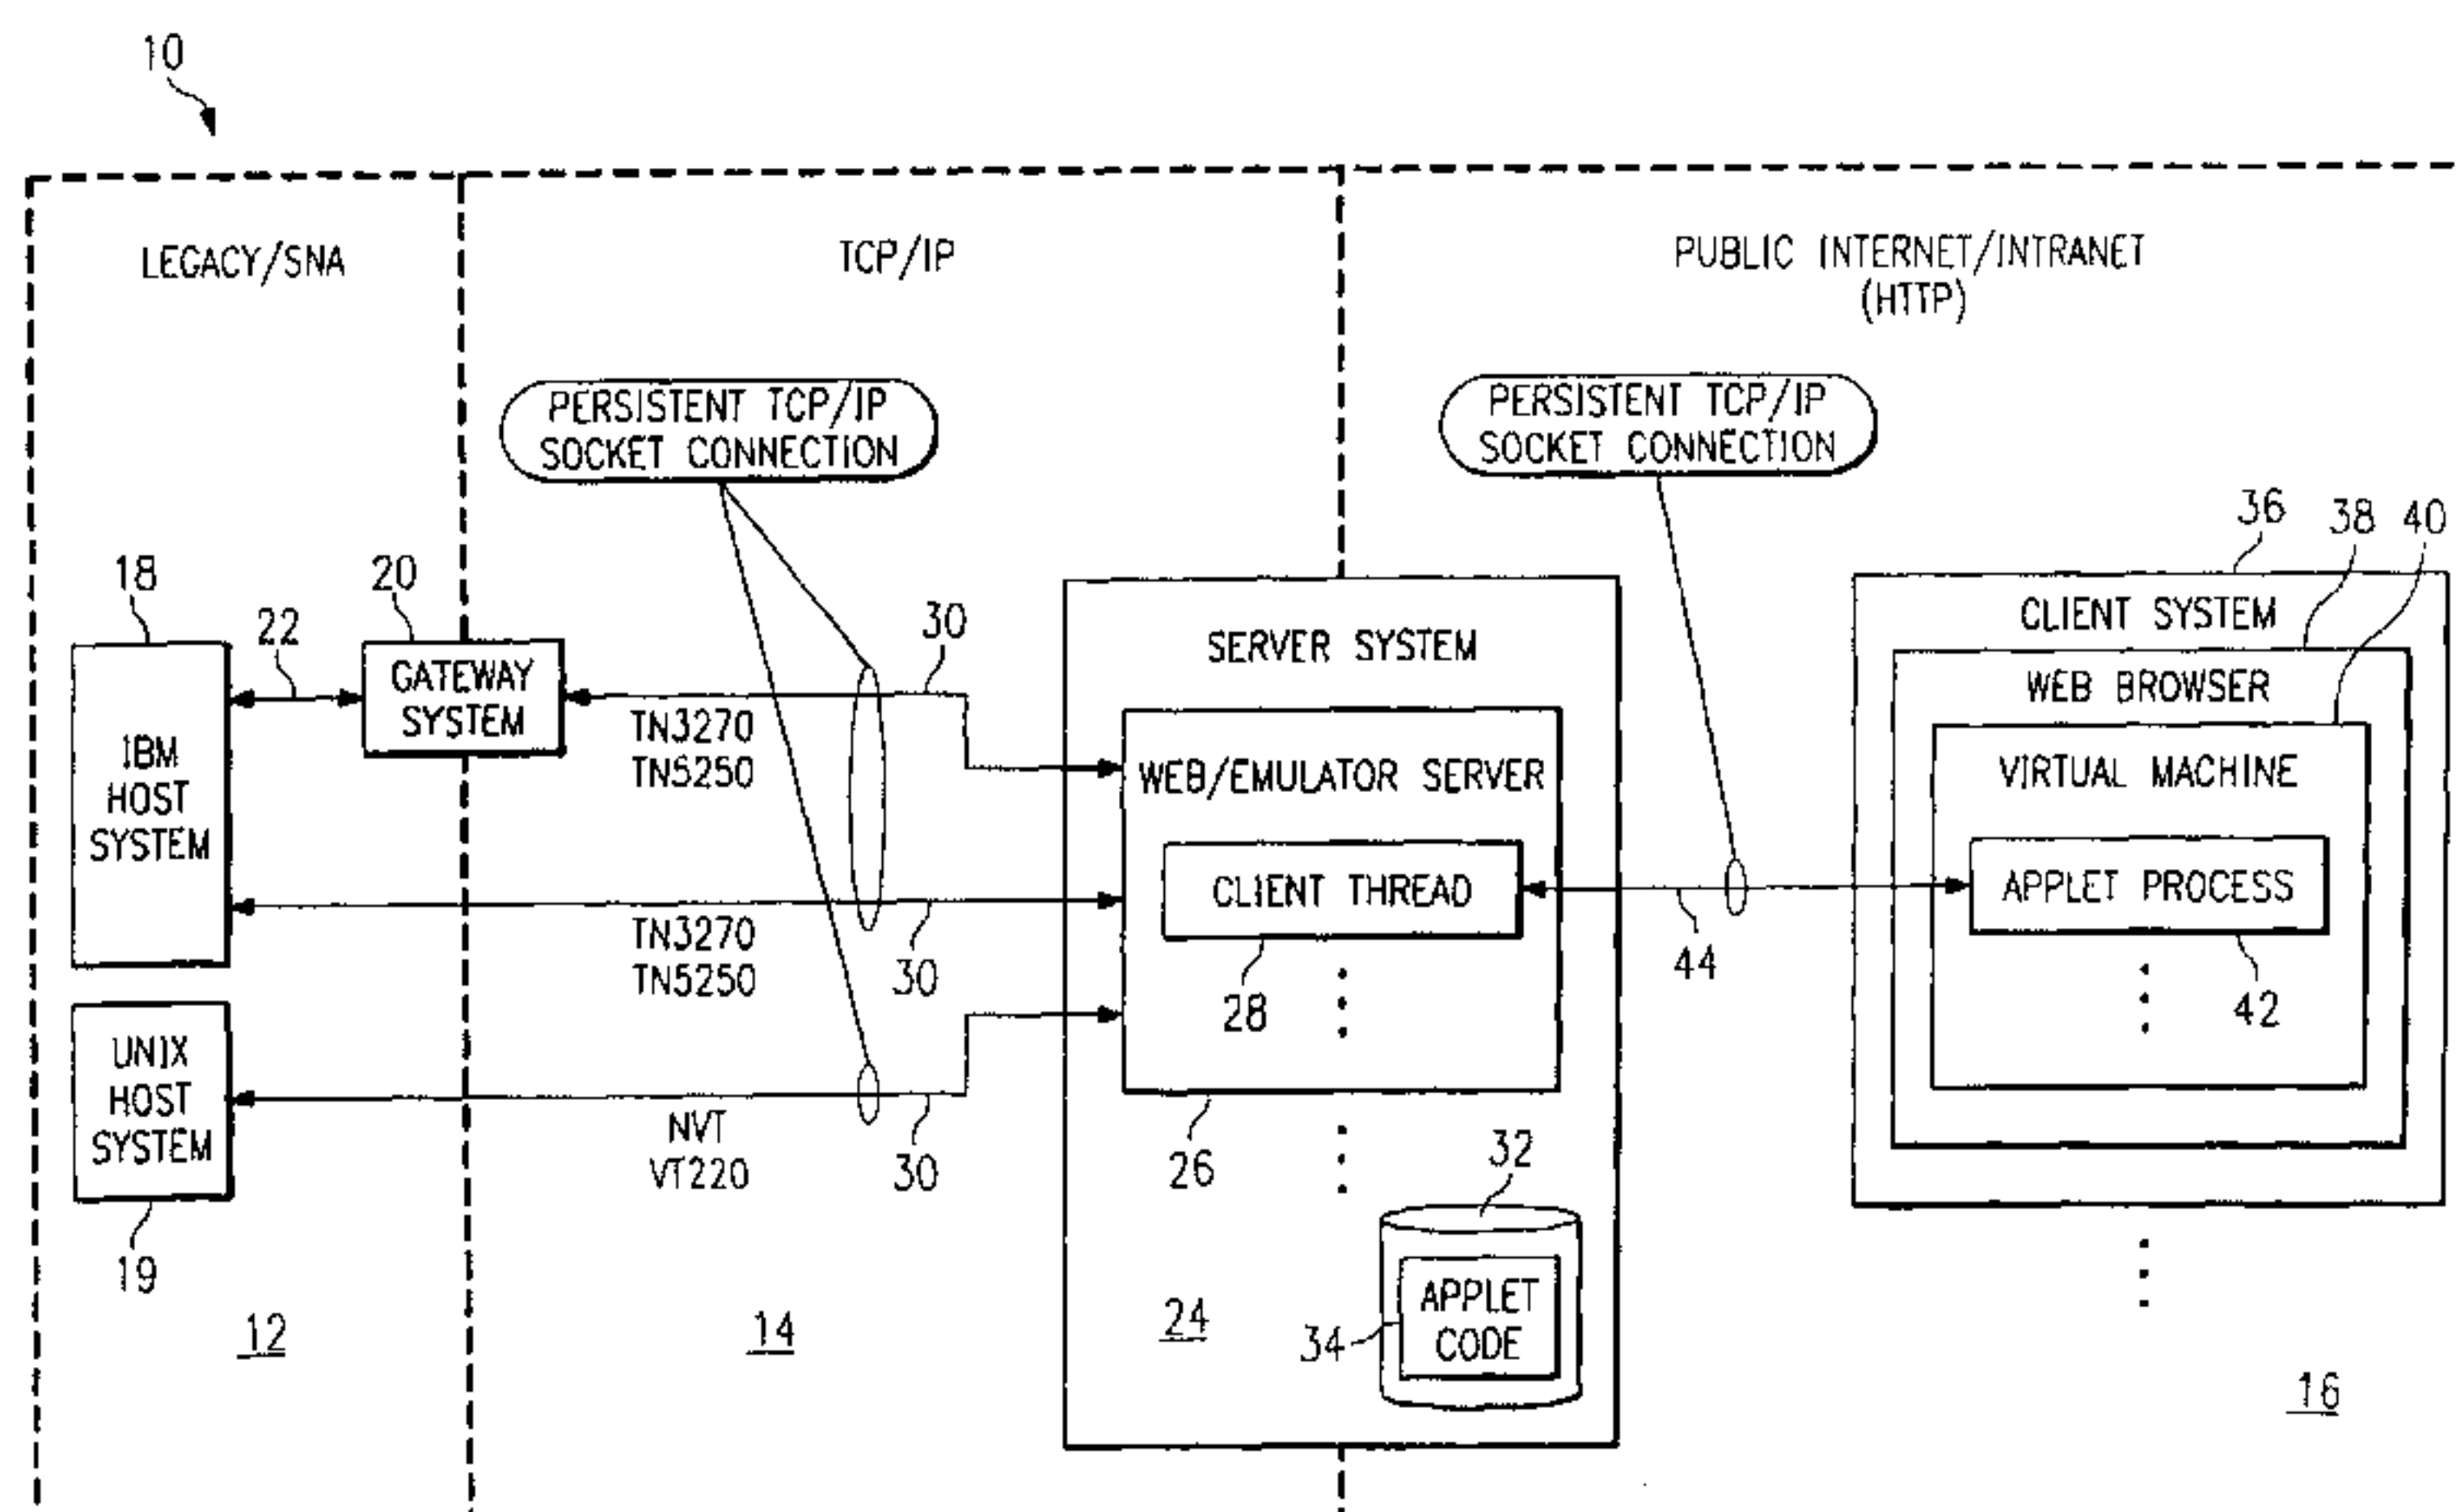 10
LEGACY/SNA
TCP/IP
PUBLIC INTERNET/INTRANET
(HTTP)
PERSISTENT TCP/IP
SOCKET CONNECTION
PERSISTENT TCP/IP
SOCKET CONNECTION
18
22
20
30
36
38
40
IBM
HOST
SYSTEM
GATEWAY
SYSTEM
TN3270
TN5250
TN3270
TN5250
30
UNIX
HOST
SYSTEM
19
NVT
VT220
30
SERVER SYSTEM
WEB/EMULATOR SERVER
CLIENT THREAD
28
26
32
APPLET
CODE
34
44
CLIENT SYSTEM
WEB BROWSER
VIRTUAL MACHINE
APPLET PROCESS
42
12
14
24
16